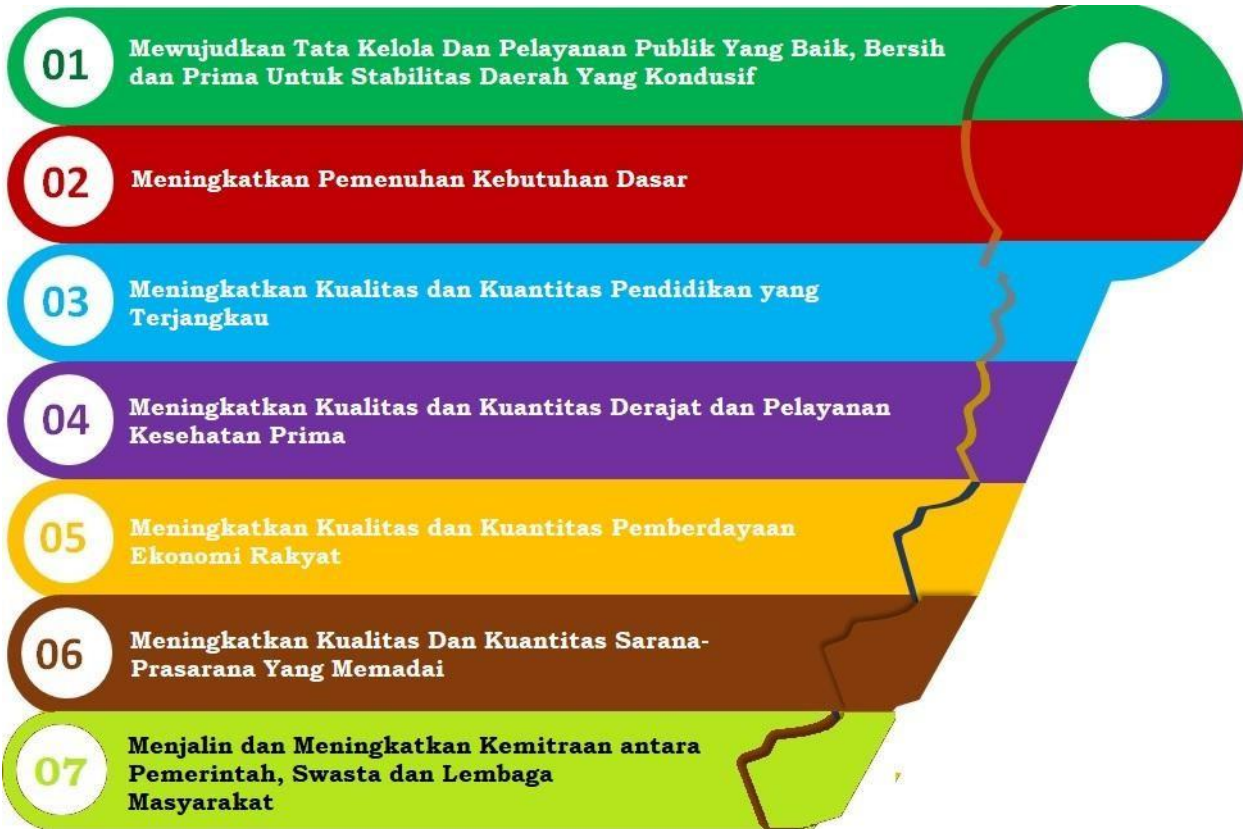 01
Mewujudkan Tata Kelola Dan Pelayanan Publik Yang Baik, Bersih
dan Prima Untuk Stabilitas Daerah Yang Kondusif
02
Meningkatkan Pemenuhan Kebutuhan Dasar
03
Meningkatkan Kualitas dan Kuantitas Pendidikan yang
Terjangkau
04
Meningkatkan Kualitas dan Kuantitas Derajat dan Pelayanan
Kesehatan Prima
05
Meningkatkan Kualitas dan Kuantitas Pemberdayaan
Ekonomi Rakyat
06
Meningkatkan Kualitas Dan Kuantitas Sarana-
Prasarana Yang Memadai
07
Menjalin dan Meningkatkan Kemitraan antara
Pemerintah, Swasta dan Lembaga
Masyarakat